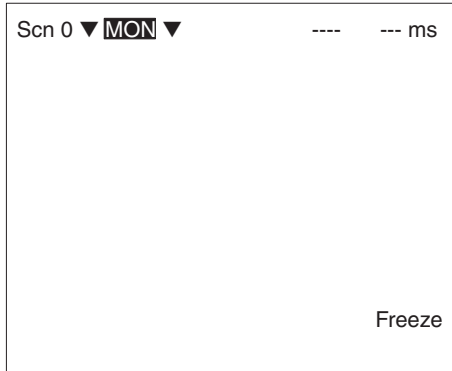 Scn 0 ▼ MON ▼ ---- --- ms
Freeze